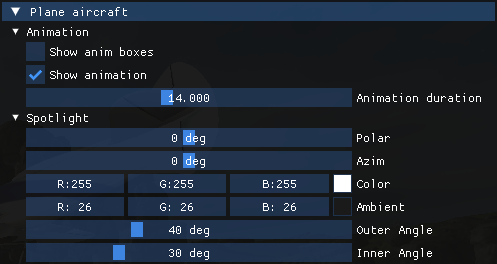 Plane aircraft
Animation
Show anim boxes
Show animation
14.000 Animation duration
Spotlight
0 deg Polar
0 deg Azim
R:255 G:255 B:255 Color
R: 26 G: 26 B: 26 Ambient
40 deg Outer Angle
30 deg Inner Angle